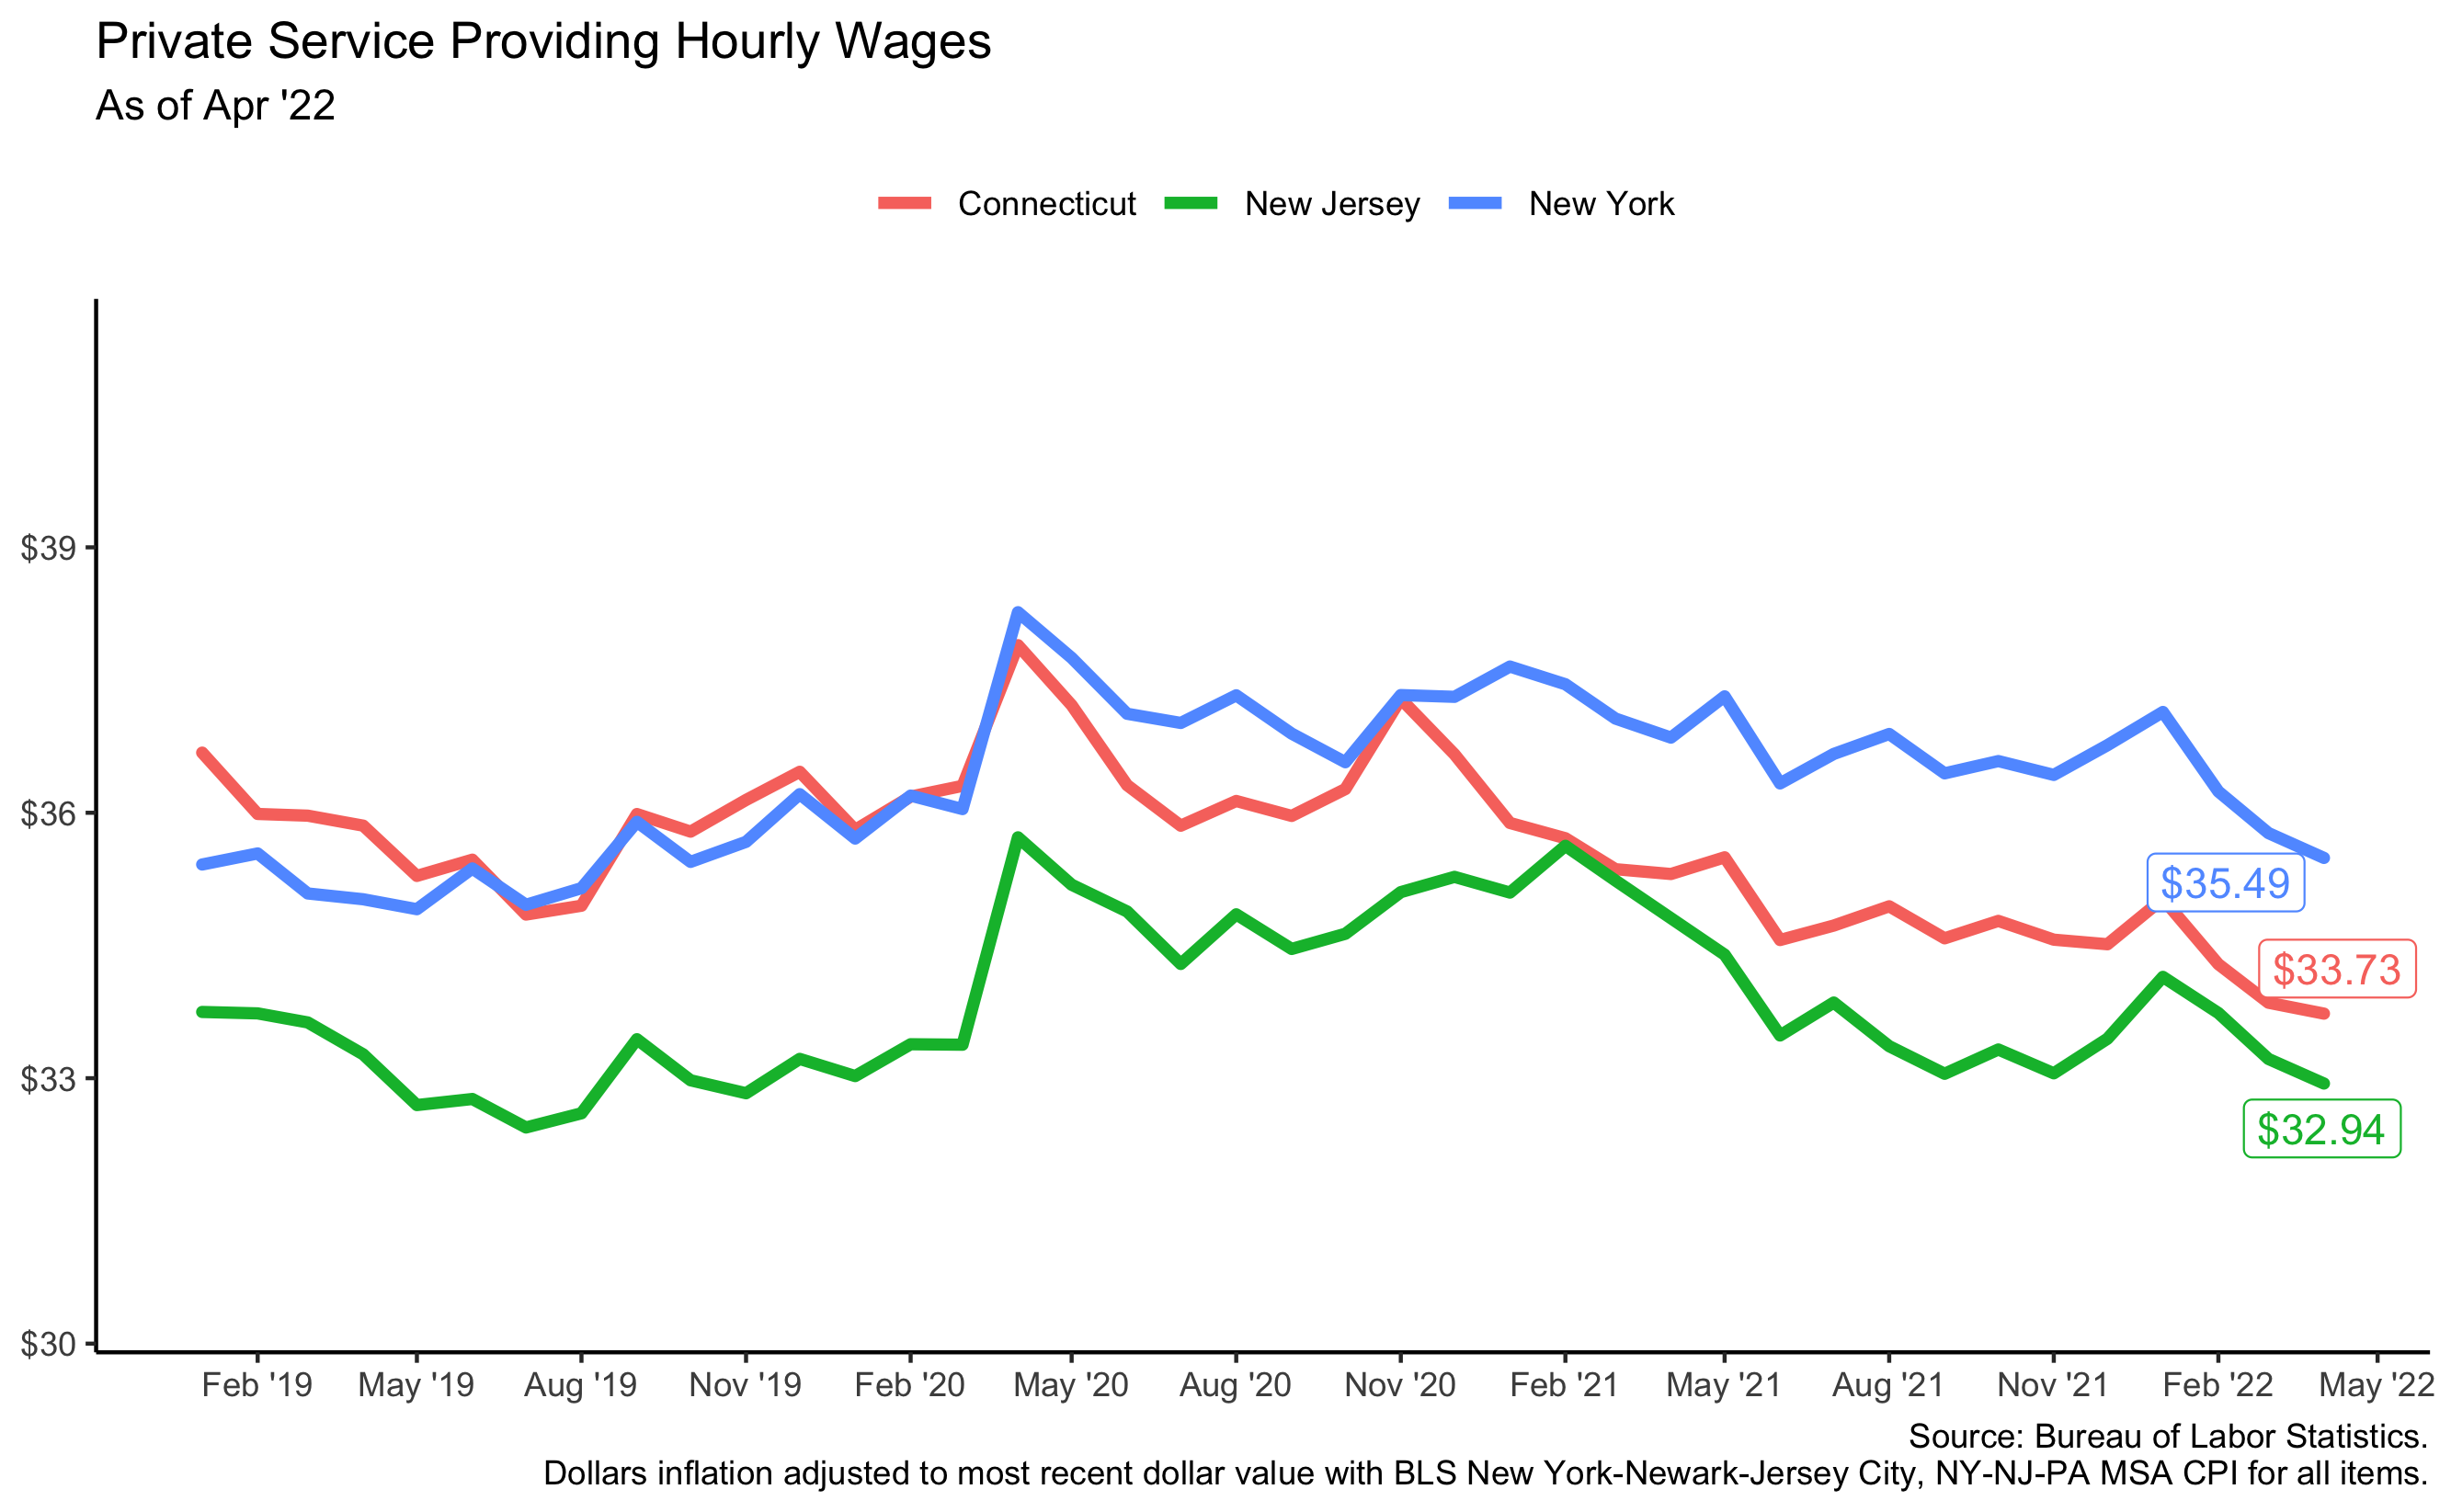 Private Service Providing Hourly Wages
As of Apr '22
Connecticut New Jersey New York
$39
$36
$33
$30
$35.49
$33.73
$32.94
Feb '19 May '19 Aug '19 Nov '19 Feb '20 May '20 Aug '20 Nov '20 Feb '21 May '21 Aug '21 Nov '21 Feb '22 May '22
Source: Bureau of Labor Statistics.
Dollars inflation adjusted to most recent dollar value with BLS New York-Newark-Jersey City, NY-NJ-PA MSA CPI for all items.